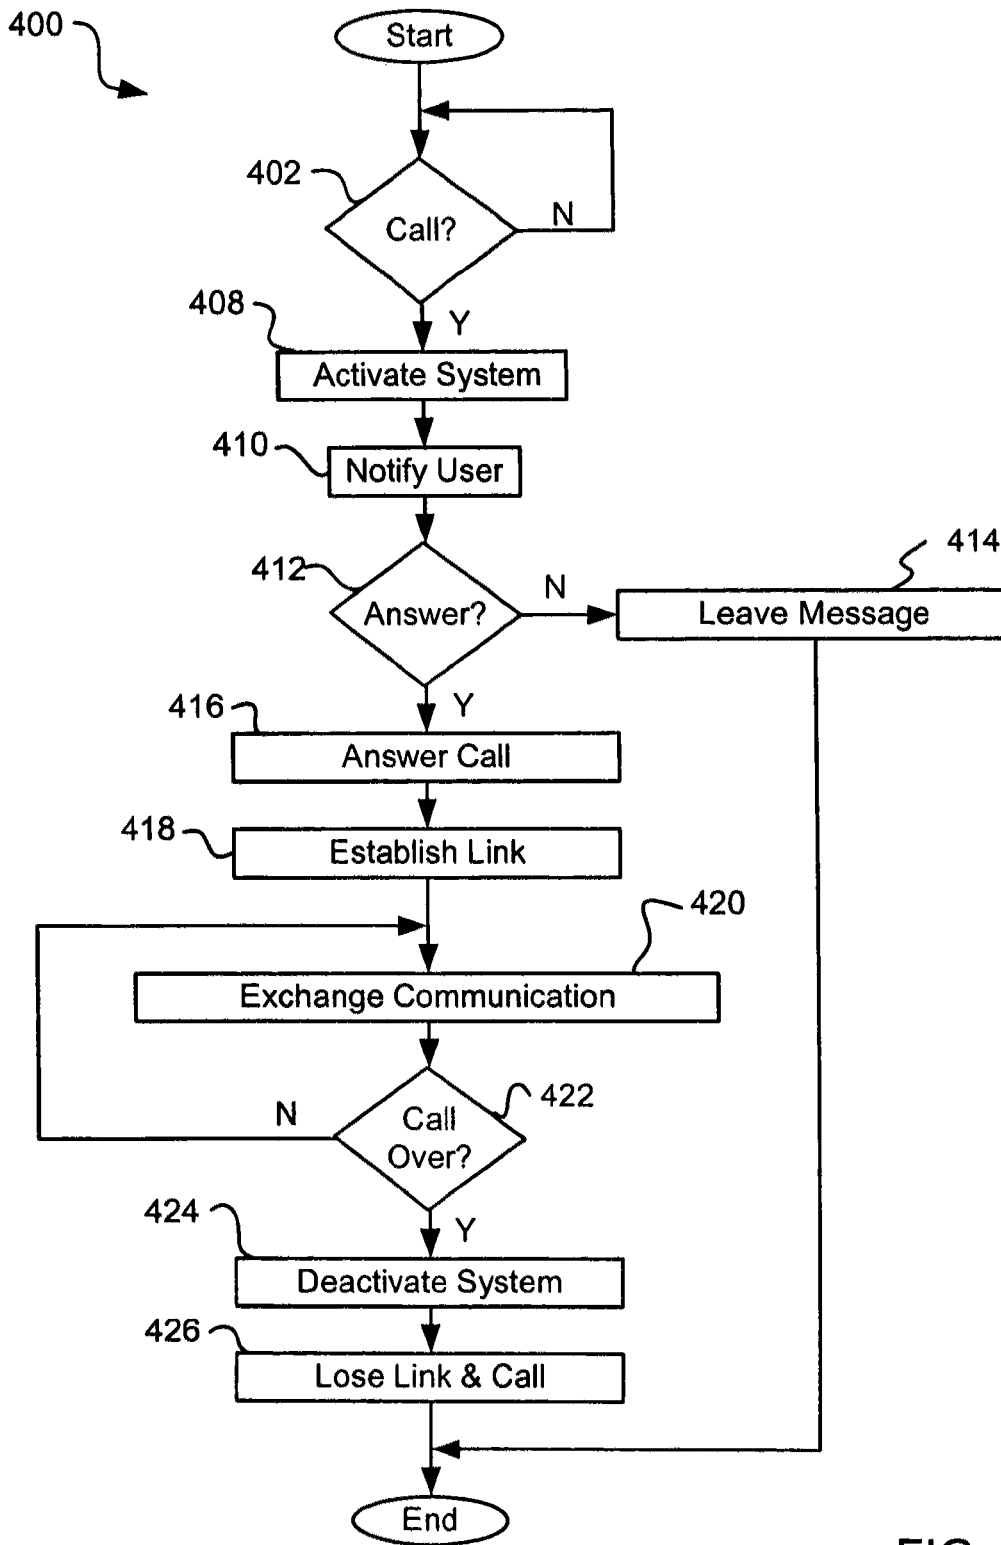 400
Start
402
Call?
N
408
Y
Activate System
410
Notify User
412
Answer?
N
414
Leave Message
416
Y
Answer Call
418
Establish Link
420
Exchange Communication
422
Call
Over?
N
424
Y
Deactivate System
426
Lose Link & Call
End
FIG